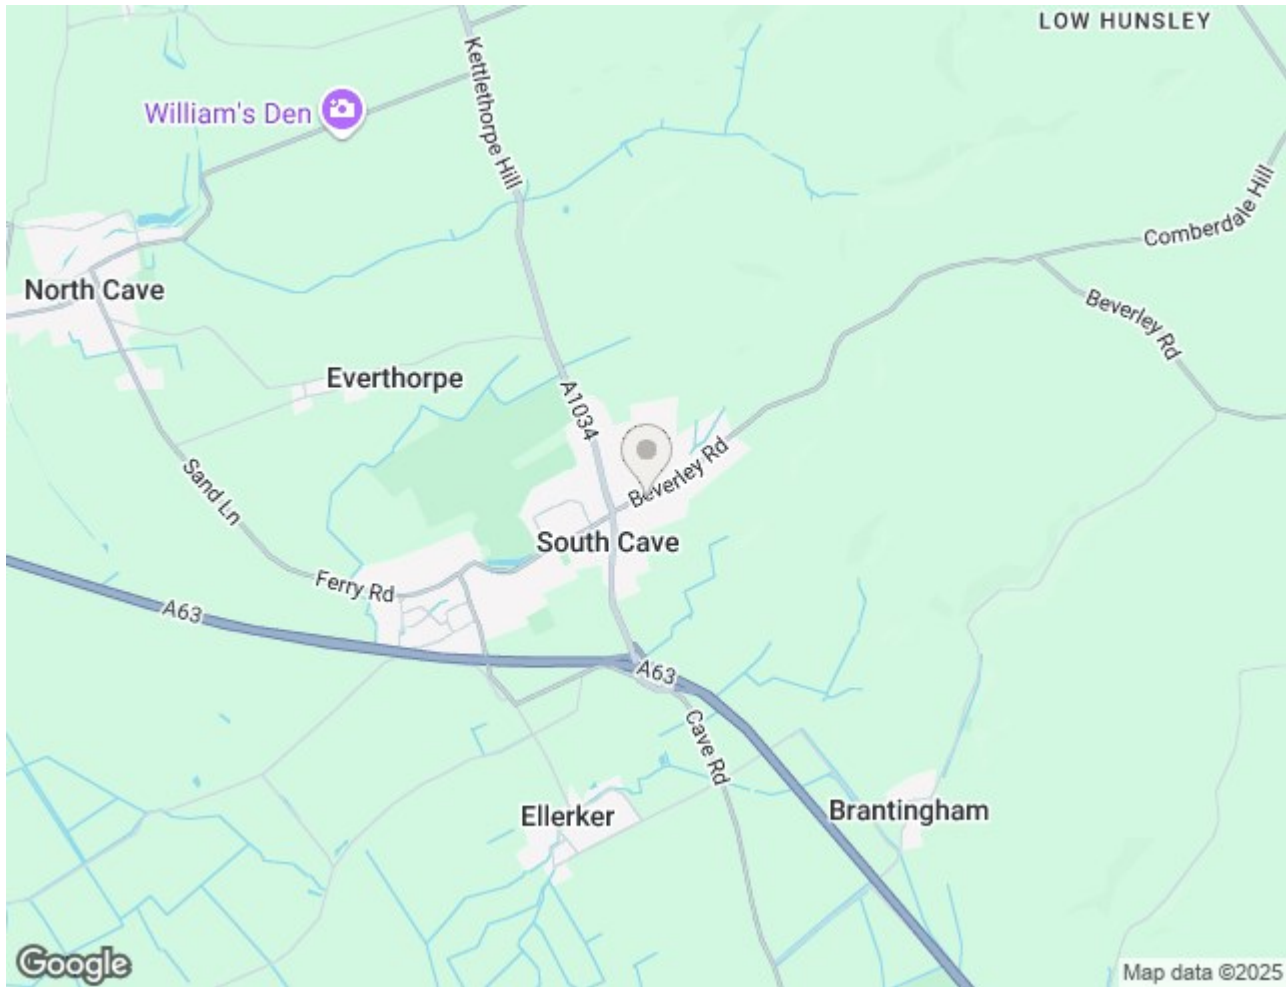 LOW HUNSLEY
Kettlethorpe Hill
William's Den
Comberdale Hill
North Cave
Beverley Rd
Everthorpe
A1034
Beverley Rd
Sand Ln
South Cave
Ferry Rd
A63
A63
Cave Rd
Ellerker
Brantingham
Google
Map data ©2025